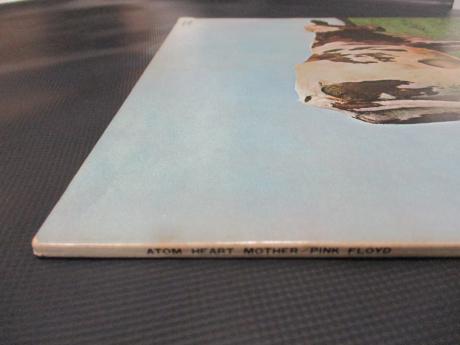 ATOM HEART MOTHER - PINK FLOYD